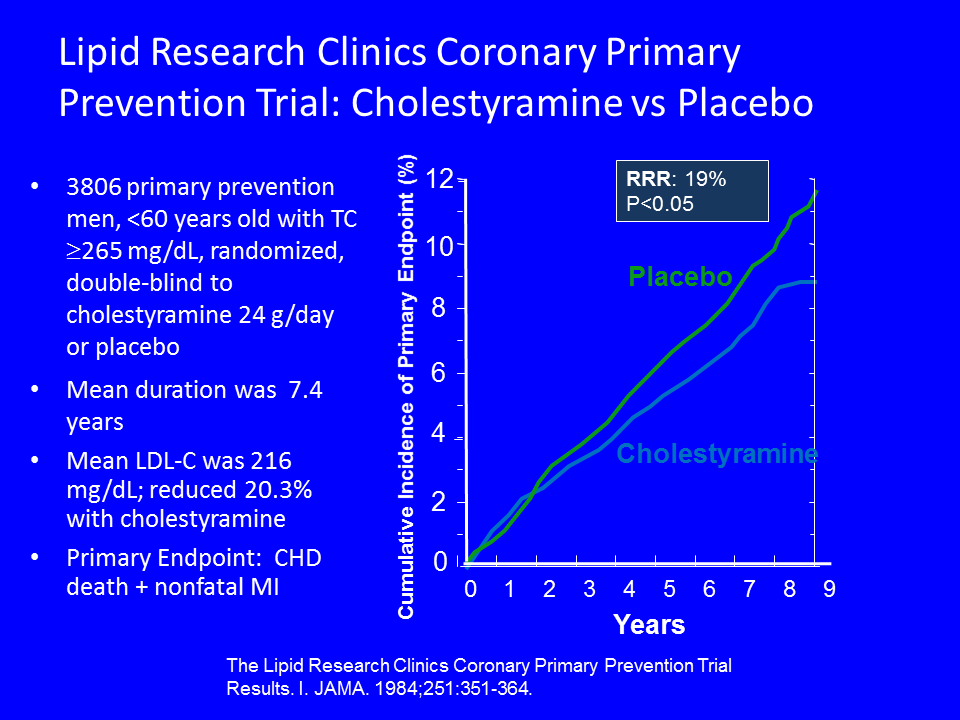 Lipid Research Clinics Coronary Primary
Prevention Trial: Cholestyramine vs Placebo
• 3806 primary prevention
men, <60 years old with TC
≥265 mg/dL, randomized,
double-blind to
cholestyramine 24 g/day
or placebo
• Mean duration was 7.4
years
• Mean LDL-C was 216
mg/dL; reduced 20.3%
with cholestyramine
• Primary Endpoint: CHD
death + nonfatal MI
Cumulative Incidence of Primary Endpoint (%)
12
10
8
6
4
2
0
RRR: 19%
P<0.05
Placebo
Cholestyramine
0 1 2 3 4 5 6 7 8 9
Years
The Lipid Research Clinics Coronary Primary Prevention Trial
Results. I. JAMA. 1984;251:351-364.